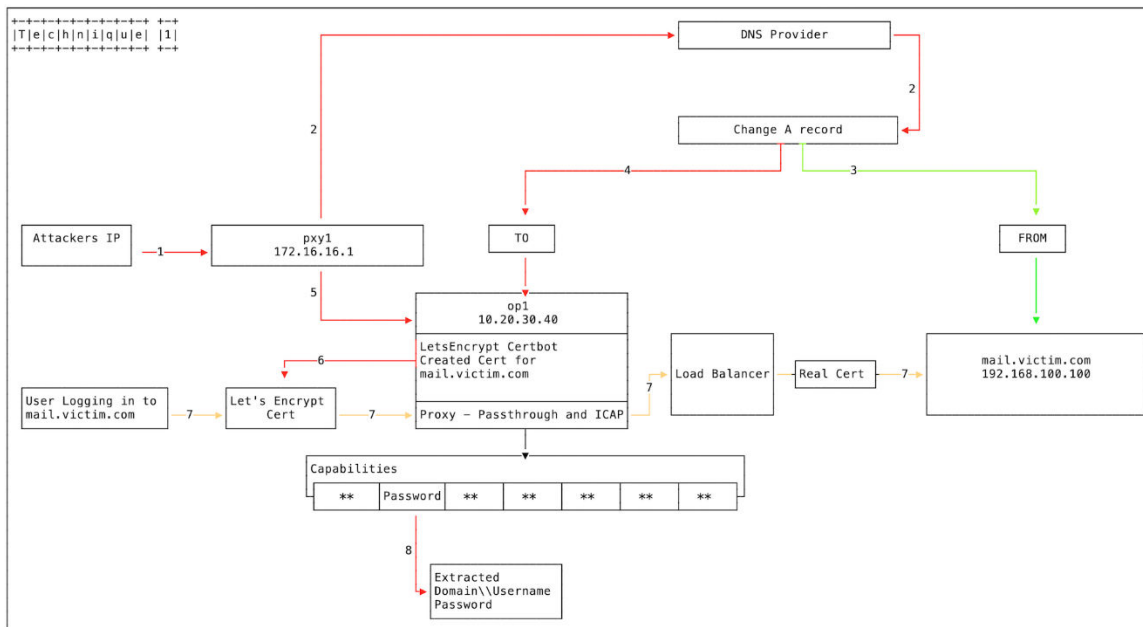 +-+-+-+-+-+-+-+-+-+ +-+
|T|e|c|h|n|i|q|u|e| |1|
+-+-+-+-+-+-+-+-+-+ +-+
DNS Provider
2
2
Change A record
4
3
Attackers IP
1
pxy1
172.16.16.1
TO
FROM
5
op1
10.20.30.40
LetsEncrypt Certbot
Created Cert for
mail.victim.com
6
Load Balancer
Real Cert
7
mail.victim.com
192.168.100.100
7
User Logging in to
mail.victim.com
7
Let's Encrypt
Cert
7
Proxy – Passthrough and ICAP
Capabilities
** Password ** ** ** ** **
8
Extracted
Domain\\Username
Password